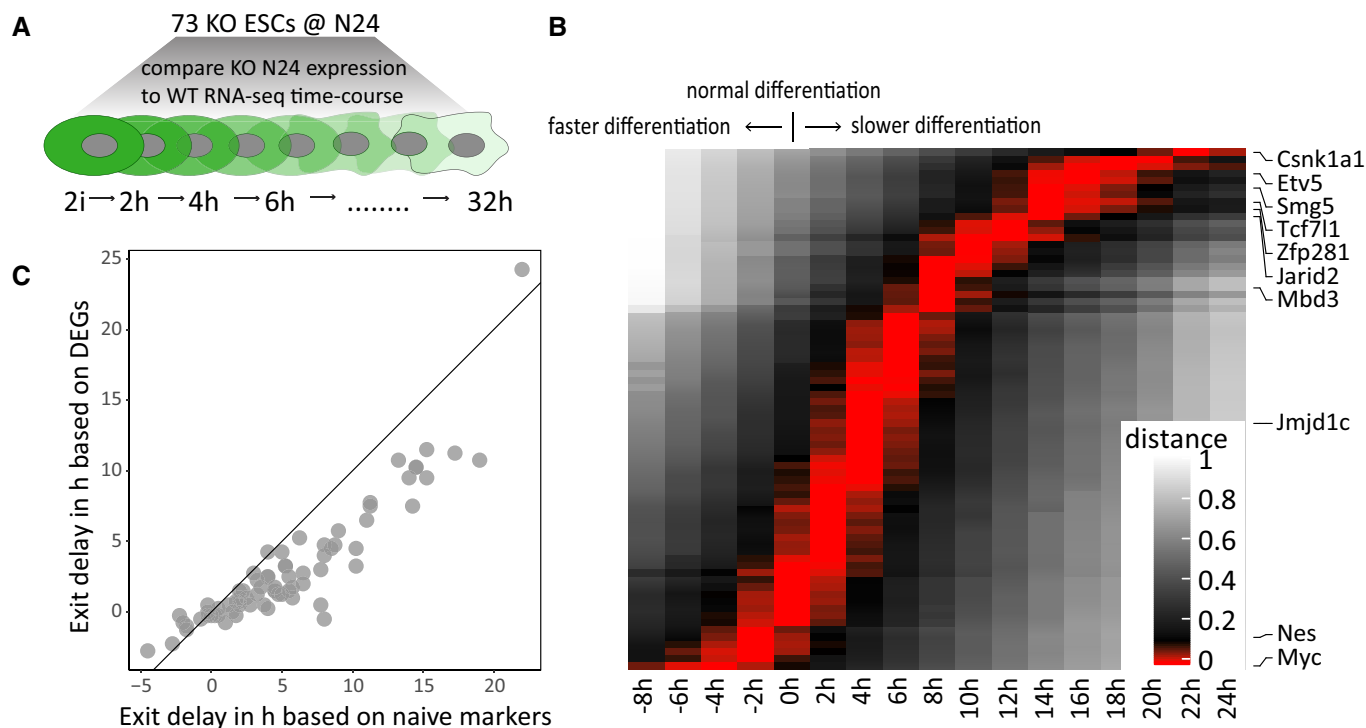 A
73 KO ESCs @ N24
compare KO N24 expression
to WT RNA-seq time-course
2i → 2h → 4h → 6h → ........ → 32h
B
normal differentiation
faster differentiation ← | → slower differentiation
Csnk1a1
Etv5
Smg5
Tcf7l1
Zfp281
Jarid2
Mbd3
Jmjd1c
Nes
Myc
distance
1
0.8
0.6
0.4
0.2
0
-8h -6h -4h -2h 0h 2h 4h 6h 8h 10h 12h 14h 16h 18h 20h 22h 24h
C
Exit delay in h based on DEGs
25
20
15
10
5
0
−5 0 5 10 15 20
Exit delay in h based on naive markers